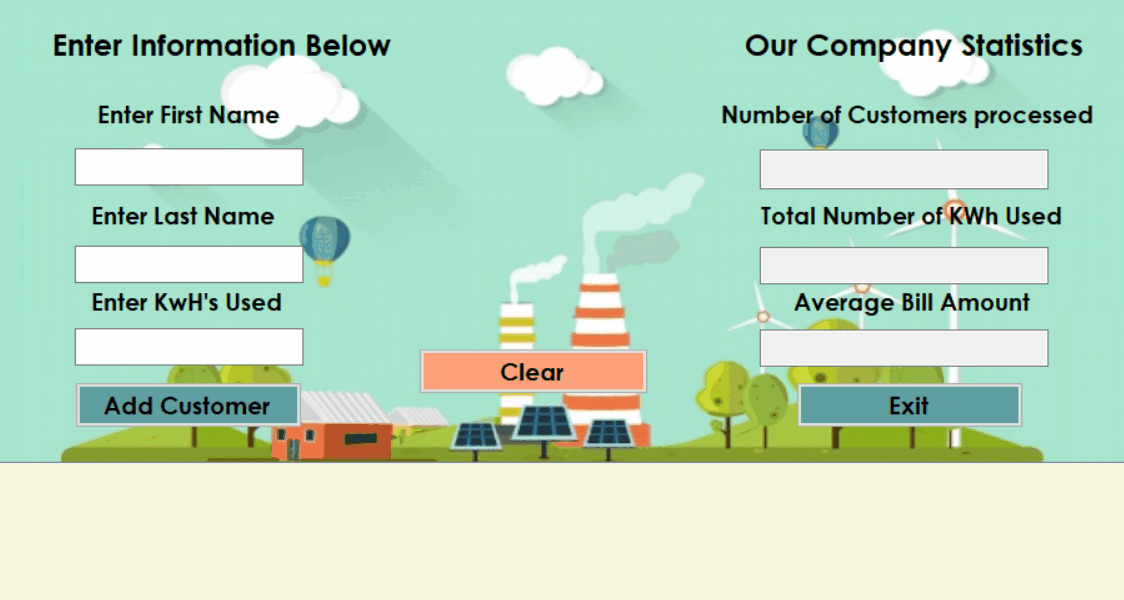 Enter Information Below
Enter First Name
Enter Last Name
Enter KwH's Used
Add Customer
Clear
Our Company Statistics
Number of Customers processed
Total Number of KWh Used
Average Bill Amount
Exit